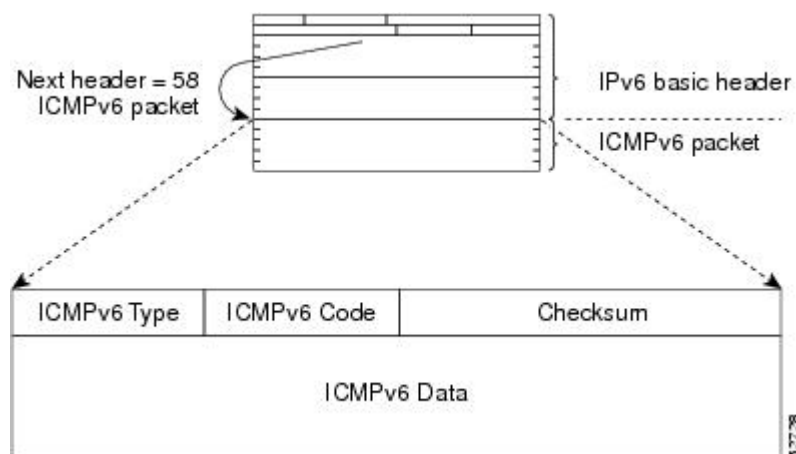 Next header = 58
ICMPv6 packet
IPv6 basic header
ICMPv6 packet
ICMPv6 Type
ICMPv6 Code
Checksum
ICMPv6 Data